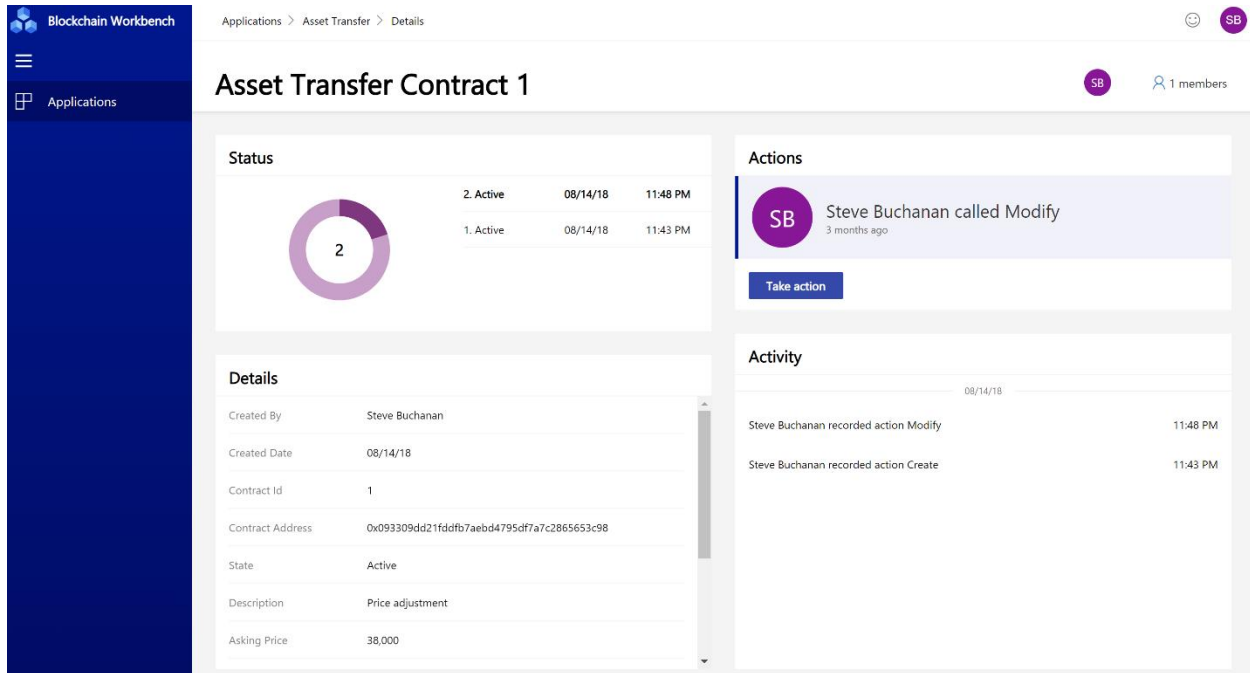 Blockchain Workbench
Applications > Asset Transfer > Details
SB
Applications
Asset Transfer Contract 1
SB
1 members
Status
2
2. Active 08/14/18 11:48 PM
1. Active 08/14/18 11:43 PM
Details
Created By Steve Buchanan
Created Date 08/14/18
Contract Id 1
Contract Address 0x093309dd21fddfb7aebd4795df7a7c2865653c98
State Active
Description Price adjustment
Asking Price 38,000
Actions
SB
Steve Buchanan called Modify
3 months ago
Take action
Activity
08/14/18
Steve Buchanan recorded action Modify 11:48 PM
Steve Buchanan recorded action Create 11:43 PM